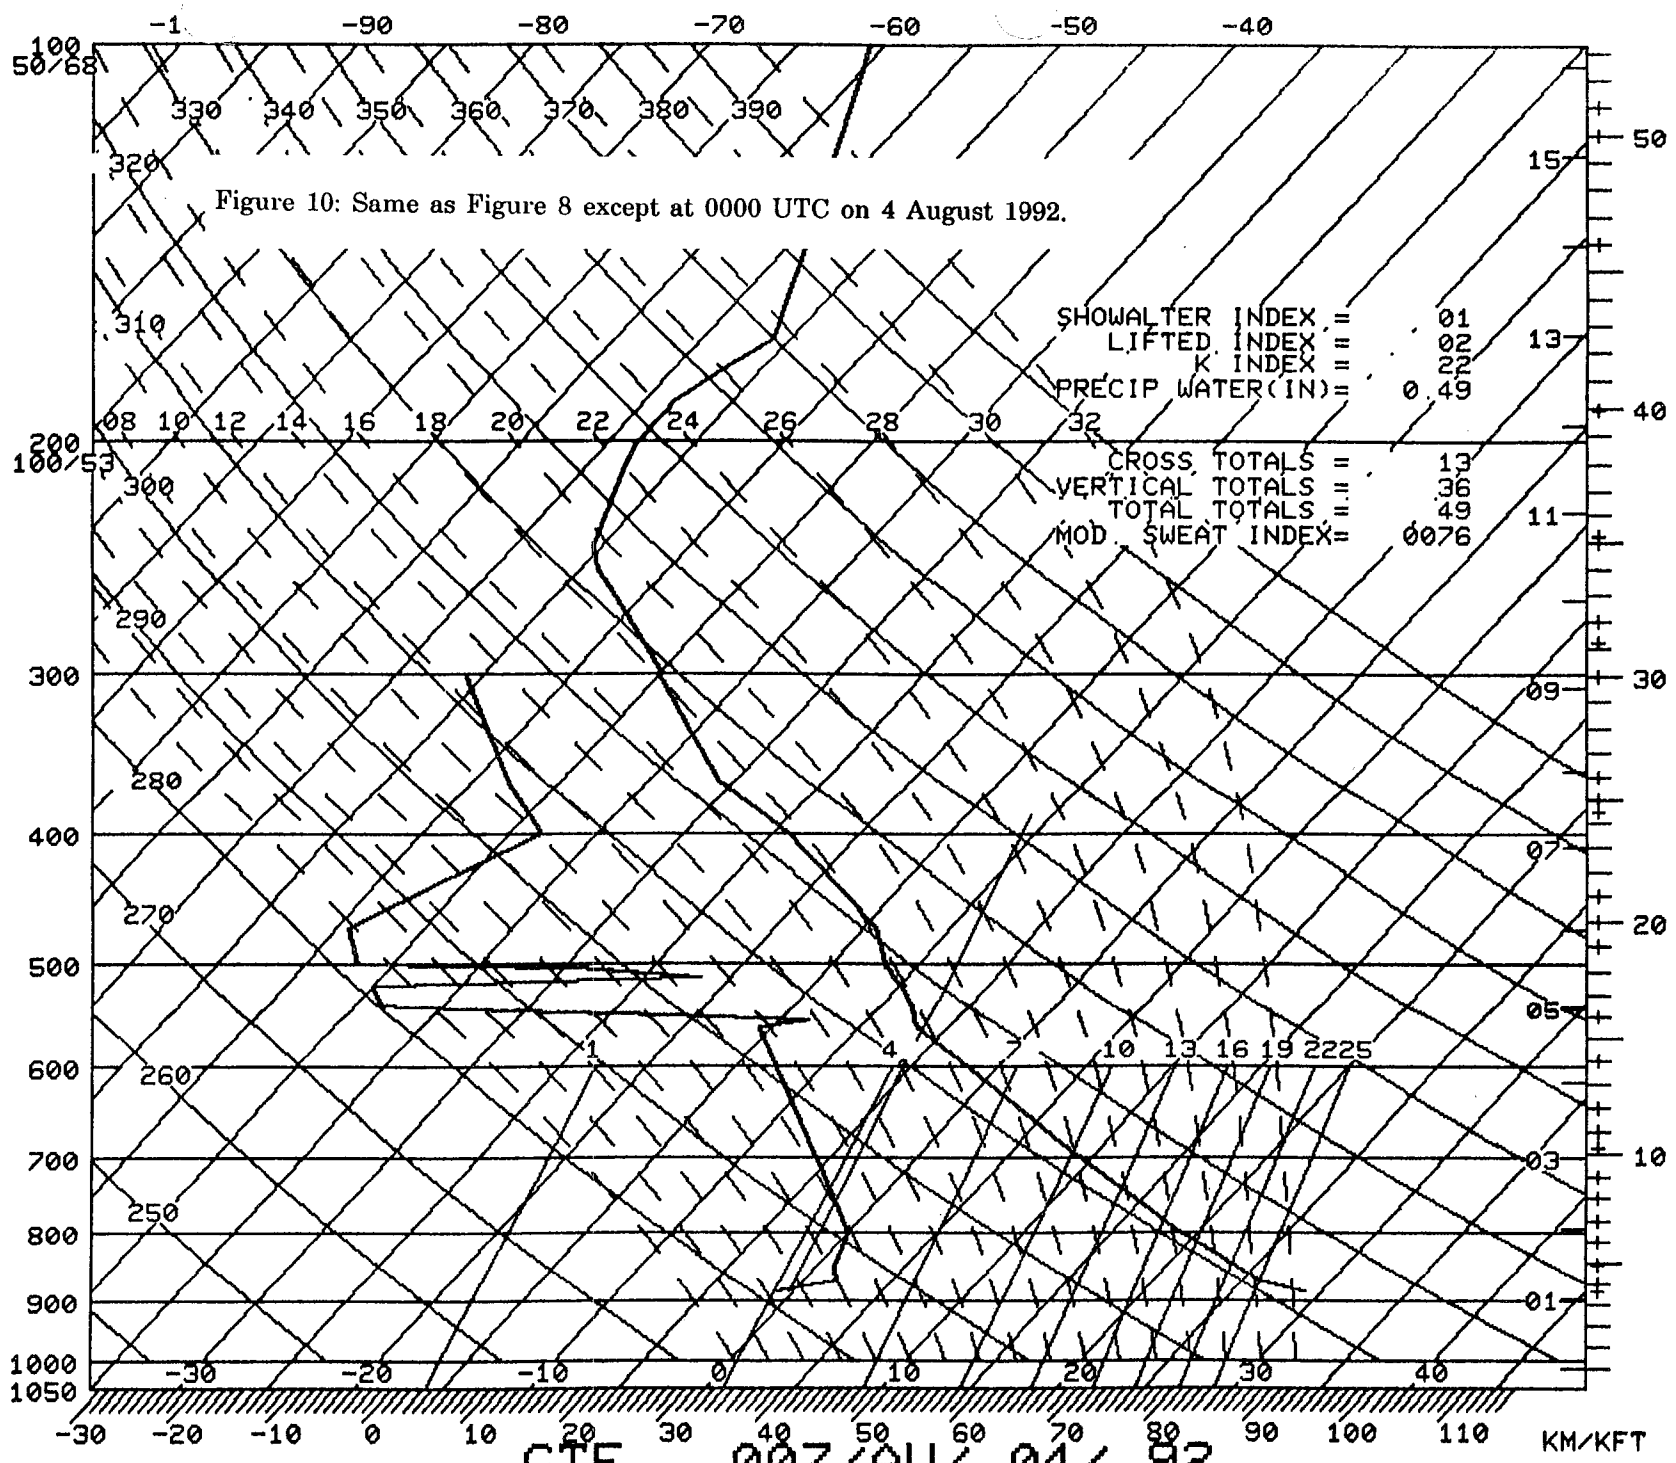 -1 -90 -80 -70 -60 -50 -40
100
50/68
330 340 350 360 370 380 390
50
320
15
Figure 10: Same as Figure 8 except at 0000 UTC on 4 August 1992.
310
SHOWALTER INDEX = 01
LIFTED INDEX = 02
13
K INDEX = 22
PRECIP WATER(IN)= 0.49
40
08 10 12 14 16 18 20 22 24 26 28 30 32
200
100/53
CROSS TOTALS = 13
300
VERTICAL TOTALS = 36
TOTAL TOTALS = 49
11
MOD. SWEAT INDEX= 0076
290
300
30
09
280
400
07
270
20
500
05
1 4 7 10 13 16 19 22 25
600
260
700
03
10
250
800
900
01
1000
-30 -20 -10 0 10 20 30 40
1050
-30 -20 -10 0 10 20 30 40 50 60 70 80 90 100 110 KM/KFT